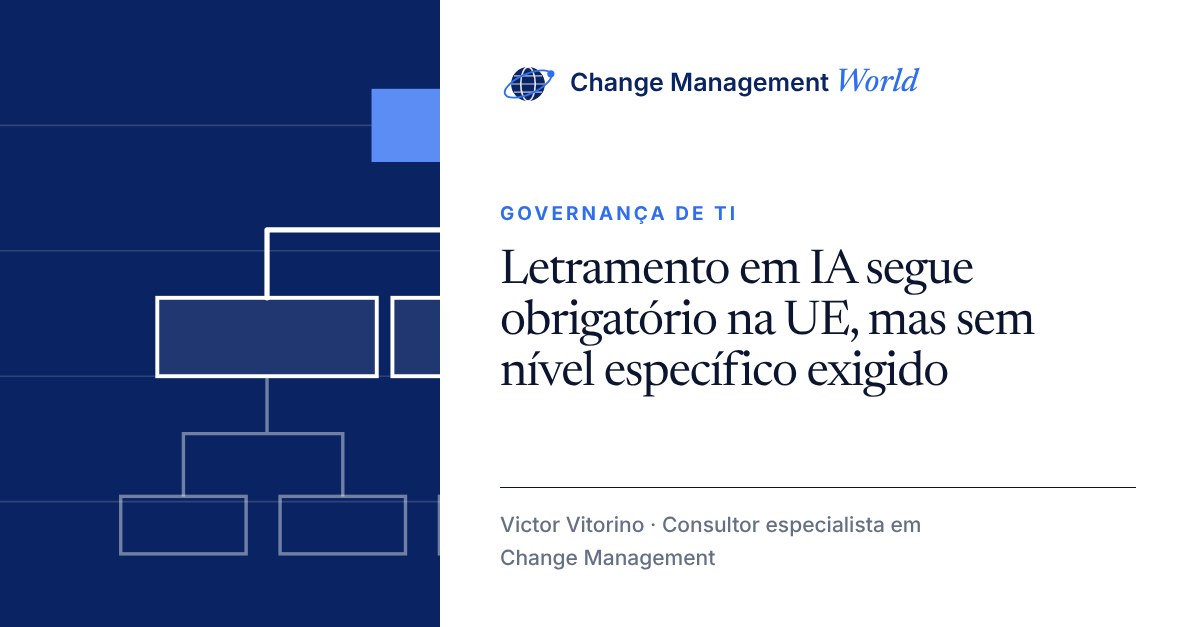 Change Management World
GOVERNANÇA DE TI
Letramento em IA segue
obrigatório na UE, mas sem
nível específico exigido
Victor Vitorino · Consultor especialista em
Change Management